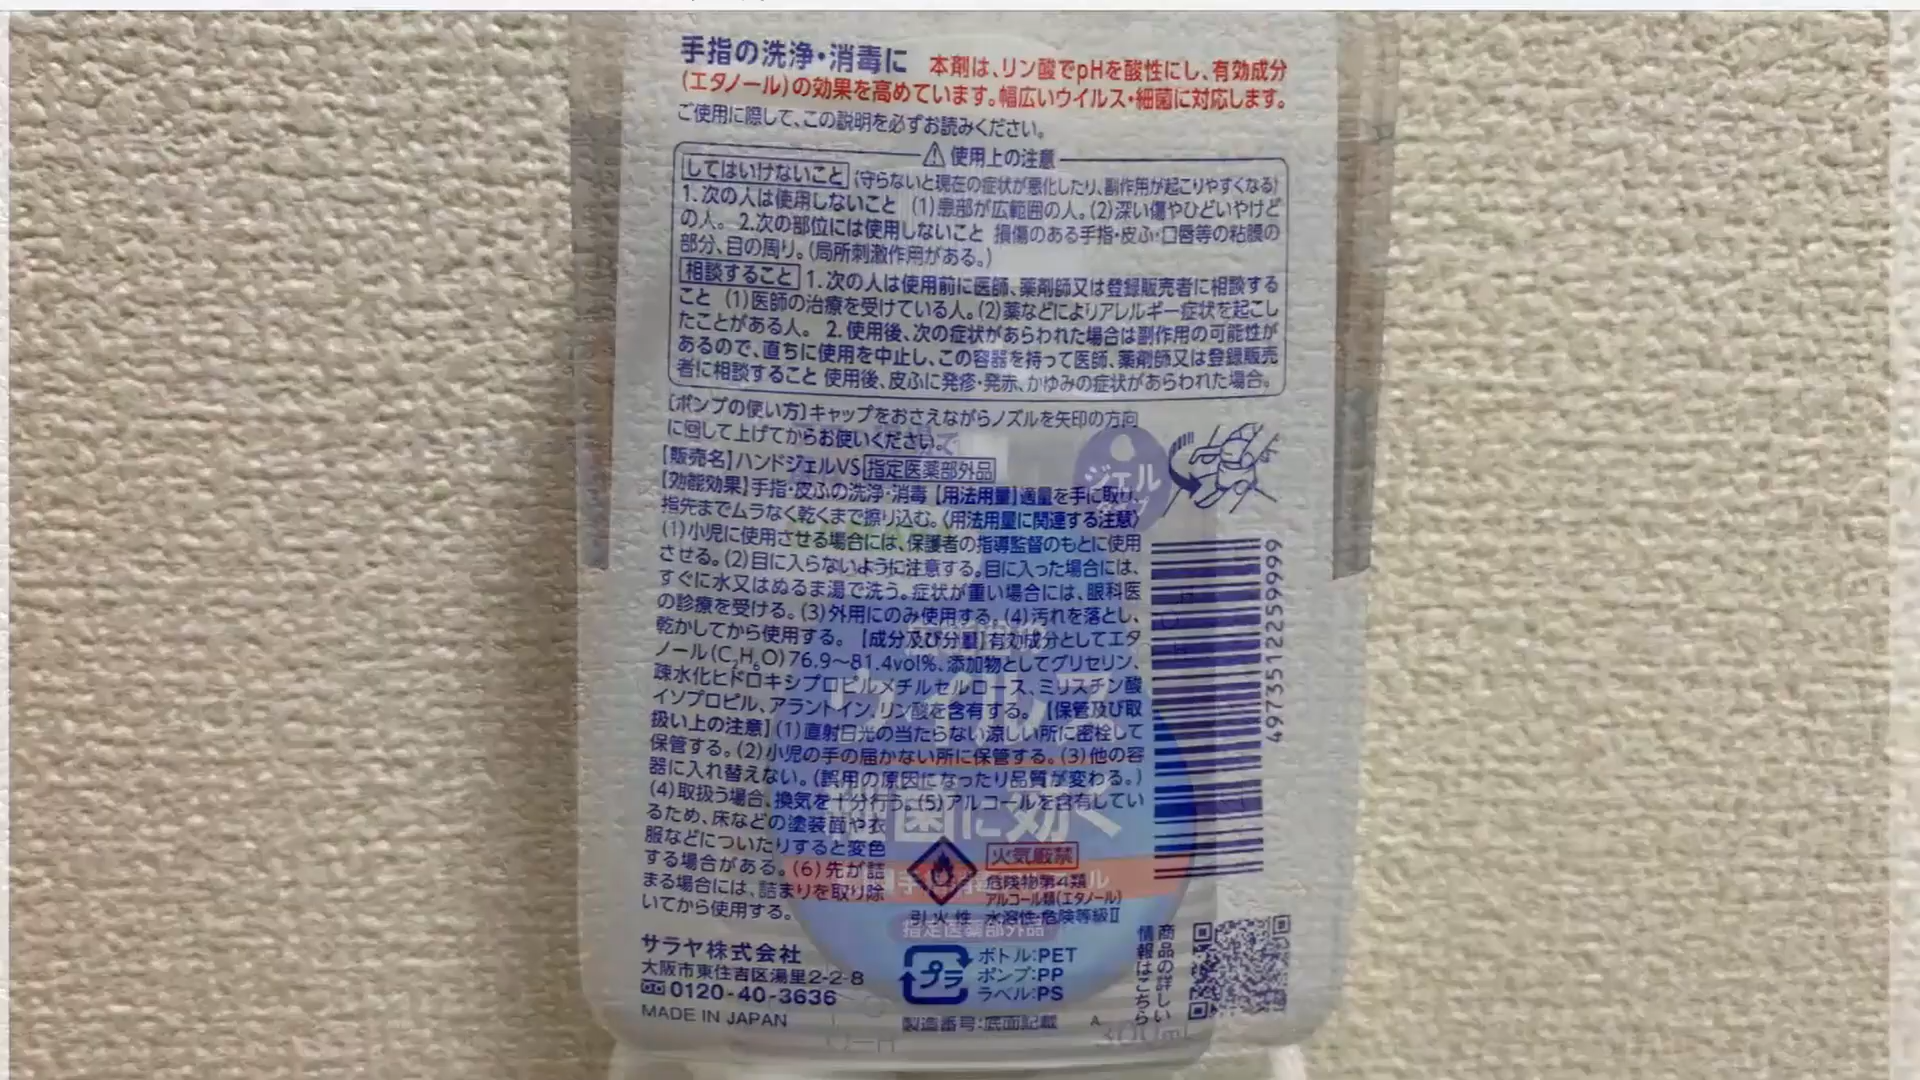 手指の洗浄・消毒に 本剤は、リン酸でpHを酸性にし、有効成分
(エタノール)の効果を高めています。幅広いウイルス・細菌に対応します。
ご使用に際して、この説明を必ずお読みください。
⚠ 使用上の注意
してはいけないこと (守らないと現在の症状が悪化したり、副作用が起こりやすくなる)
1.次の人は使用しないこと (1)患部が広範囲の人。(2)深い傷やひどいやけど
の人。 2.次の部位には使用しないこと 損傷のある手指・皮ふ・口唇等の粘膜の
部分、目の周り。(局所刺激作用がある。)
相談すること 1.次の人は使用前に医師、薬剤師又は登録販売者に相談する
こと (1)医師の治療を受けている人。(2)薬などによりアレルギー症状を起こし
たことがある人。 2.使用後、次の症状があらわれた場合は副作用の可能性が
あるので、直ちに使用を中止し、この容器を持って医師、薬剤師又は登録販売
者に相談すること 使用後、皮ふに発疹・発赤、かゆみの症状があらわれた場合。
【ポンプの使い方】キャップをおさえながらノズルを矢印の方向
に回して上げてからお使いください。
【販売名】ハンドジェルVS 指定医薬部外品
【効能効果】手指・皮ふの洗浄・消毒【用法用量】適量を手に取り、
指先までムラなく乾くまで擦り込む。〈用法用量に関連する注意〉
(1)小児に使用させる場合には、保護者の指導監督のもとに使用
させる。(2)目に入らないように注意する。目に入った場合には、
すぐに水又はぬるま湯で洗う。症状が重い場合には、眼科医
の診療を受ける。(3)外用にのみ使用する。(4)汚れを落とし、
乾かしてから使用する。【成分及び分量】有効成分としてエタ
ノール(C₂H₆O)76.9～81.4vol%、添加物としてグリセリン、
疎水化ヒドロキシプロピルメチルセルロース、ミリスチン酸
イソプロピル、アラントイン、リン酸を含有する。【保管及び取
扱い上の注意】(1)直射日光の当たらない涼しい所に密栓して
保管する。(2)小児の手の届かない所に保管する。(3)他の容
器に入れ替えない。(誤用の原因になったり品質が変わる。)
(4)取扱う場合、換気を十分行う。(5)アルコールを含有してい
るため、床などの塗装面や衣
服などについたりすると変色
する場合がある。(6)先が詰
まる場合には、詰まりを取り除
いてから使用する。
ジェル
タイプ
ウイルス
細菌に効く
火気厳禁
危険物第4類
アルコール類(エタノール)
引火性 水溶性・危険等級Ⅱ
指定医薬部外品
4973512259999
サラヤ株式会社
大阪市東住吉区湯里2-2-8
0120-40-3636
MADE IN JAPAN
プラ
ボトル:PET
ポンプ:PP
ラベル:PS
製造番号:底面記載 A
300mL
商品の詳しい
情報はこちら